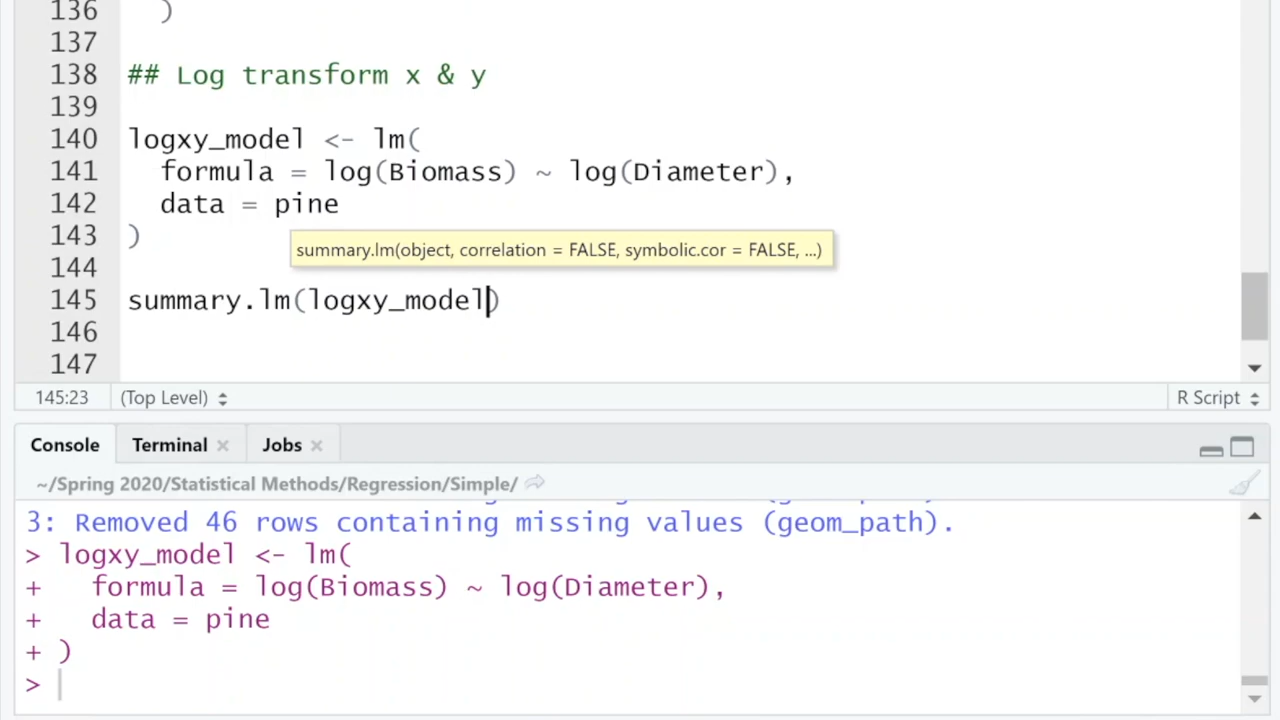 136   )
137
138 ## Log transform x & y
139
140 logxy_model <- lm(
141   formula = log(Biomass) ~ log(Diameter),
142   data = pine
143 )
summary.lm(object, correlation = FALSE, symbolic.cor = FALSE, ...)
144
145 summary.lm(logxy_model)
146
147
145:23 (Top Level) R Script
Console Terminal Jobs
~/Spring 2020/Statistical Methods/Regression/Simple/
3: Removed 46 rows containing missing values (geom_path).
> logxy_model <- lm(
+   formula = log(Biomass) ~ log(Diameter),
+   data = pine
+ )
>